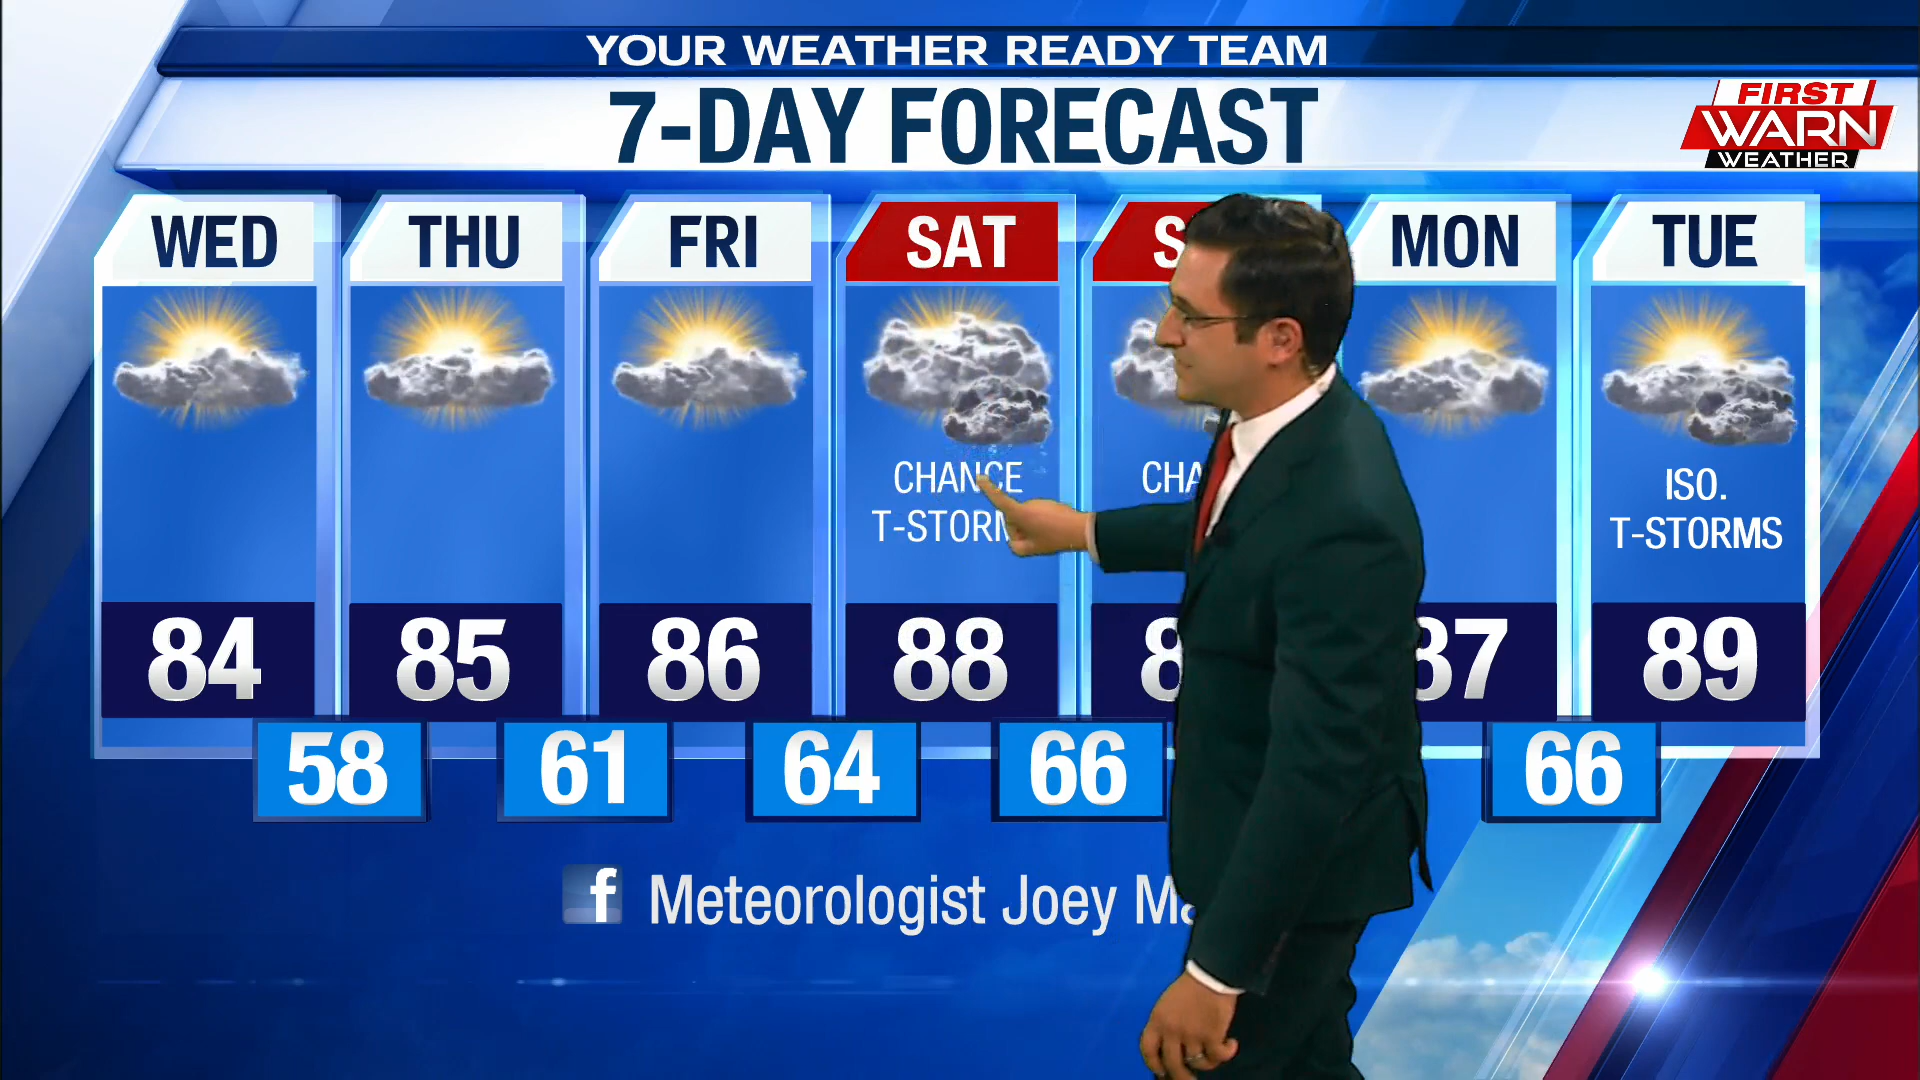 YOUR WEATHER READY TEAM
7-DAY FORECAST
FIRST
WARN
WEATHER
WED THU FRI SAT MON TUE
CHANCE
T-STORM
ISO.
T-STORMS
84 85 86 88 87 89
58 61 64 66 66
f Meteorologist Joey